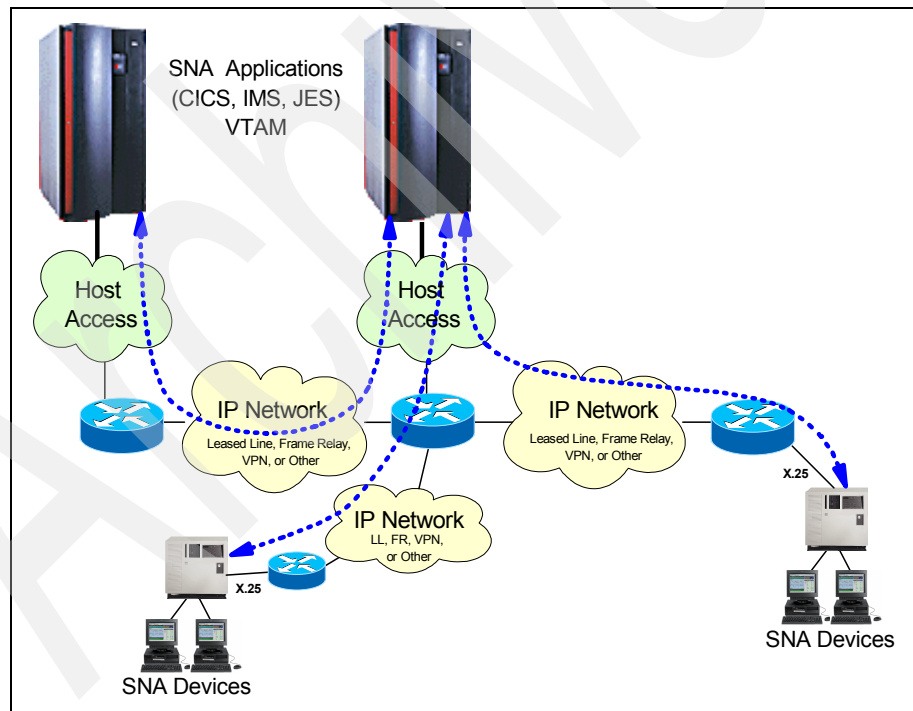 SNA Applications
(CICS, IMS, JES)
VTAM
Host
Access
Host
Access
IP Network
Leased Line, Frame Relay,
VPN, or Other
IP Network
Leased Line, Frame Relay,
VPN, or Other
X.25
IP Network
LL, FR, VPN,
or Other
X.25
SNA Devices
SNA Devices